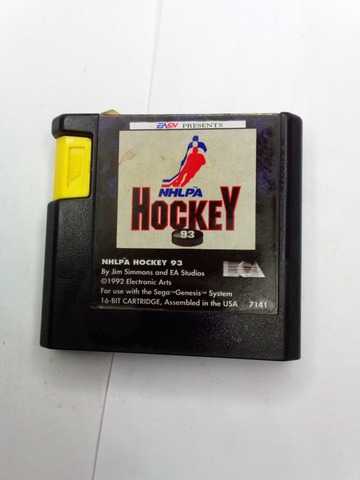 EASN PRESENTS
NHLPA
HOCKEY
93
NHLPA HOCKEY 93
By Jim Simmons and EA Studios
©1992 Electronic Arts
For use with the Sega™Genesis™ System
16-BIT CARTRIDGE, Assembled in the USA 7141